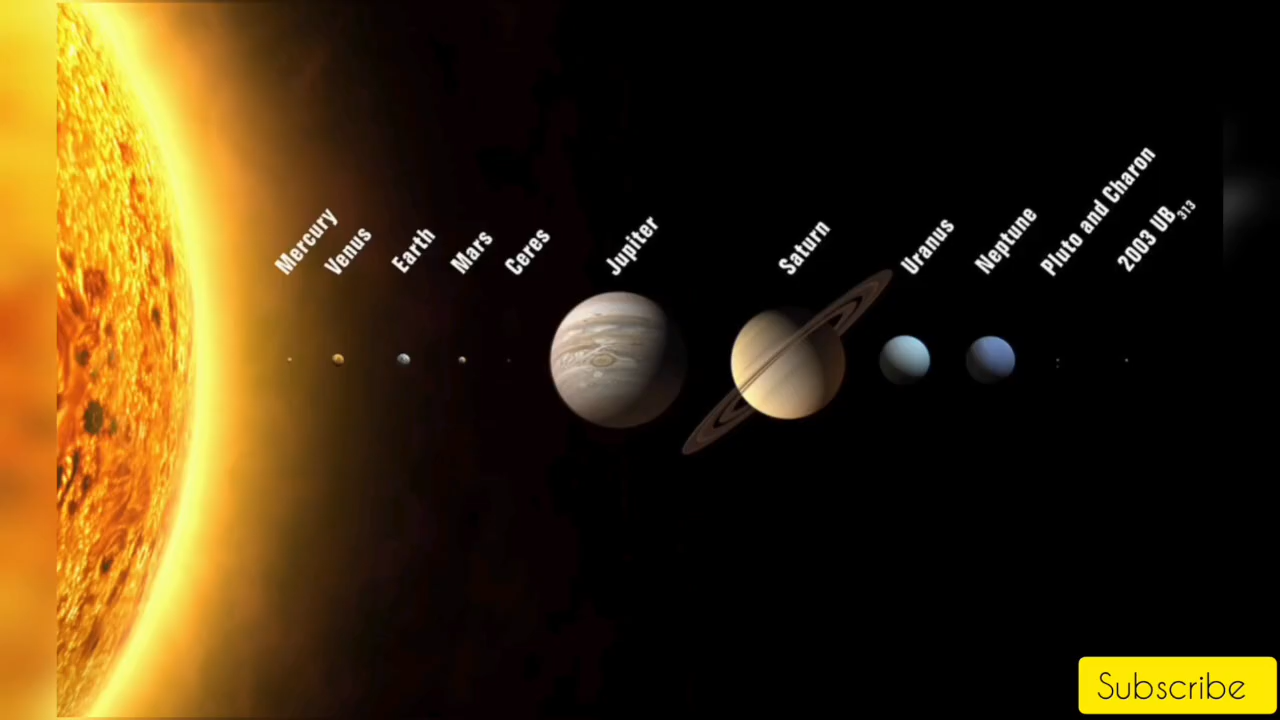 Mercury
Venus
Earth
Mars
Ceres
Jupiter
Saturn
Uranus
Neptune
Pluto and Charon
2003 UB313
Subscribe